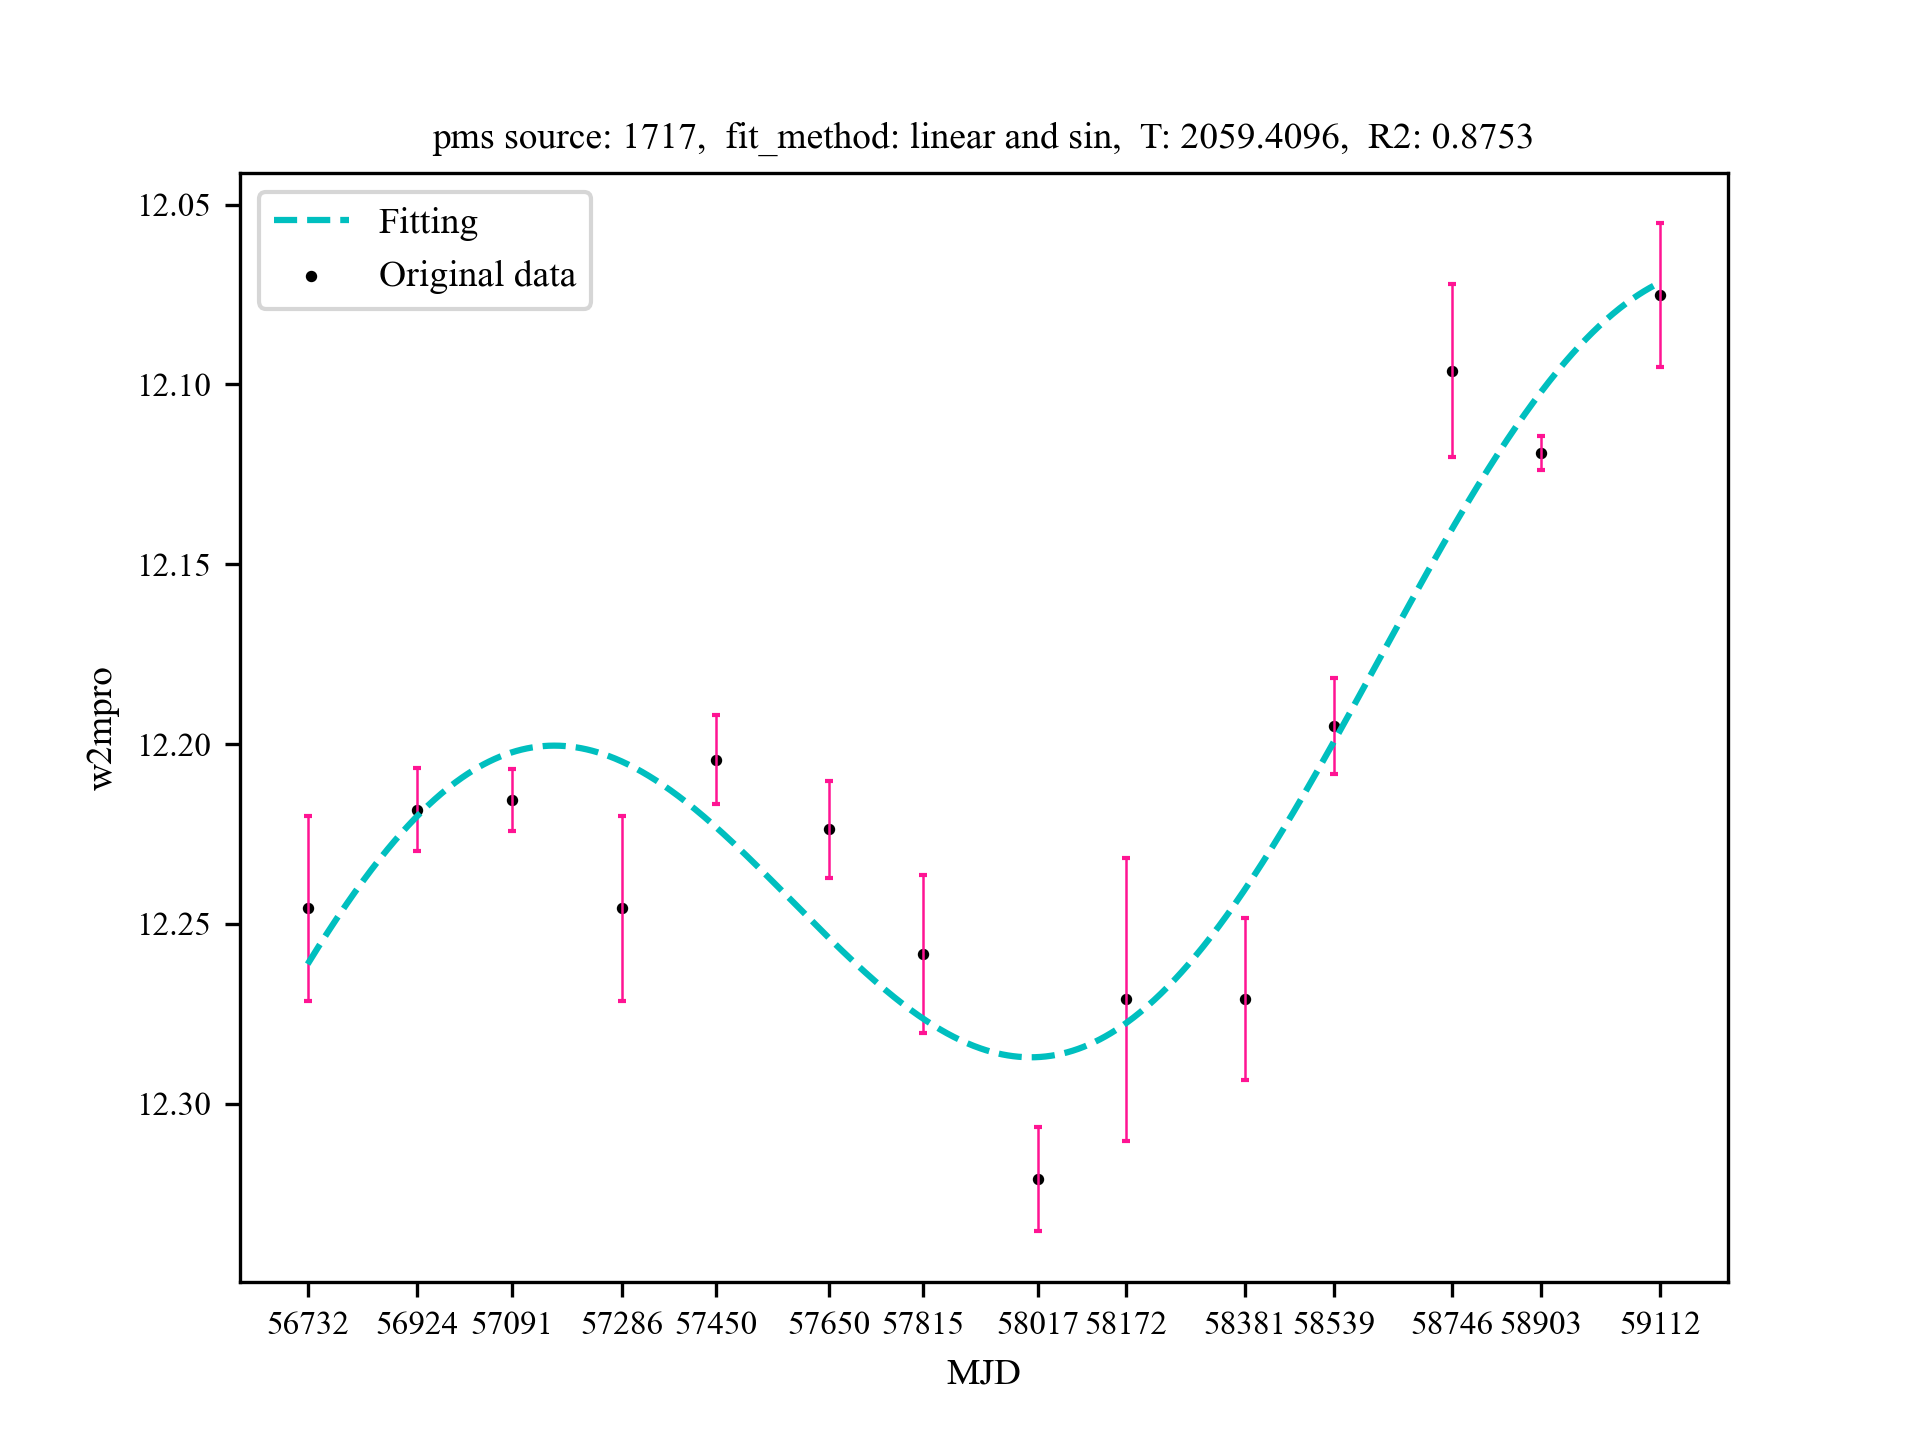 pms source: 1717,  fit_method: linear and sin,  T: 2059.4096,  R2: 0.8753
Fitting
Original data
12.05
12.10
12.15
12.20
12.25
12.30
w2mpro
56732 56924 57091 57286 57450 57650 57815 58017 58172 58381 58539 58746 58903 59112
MJD